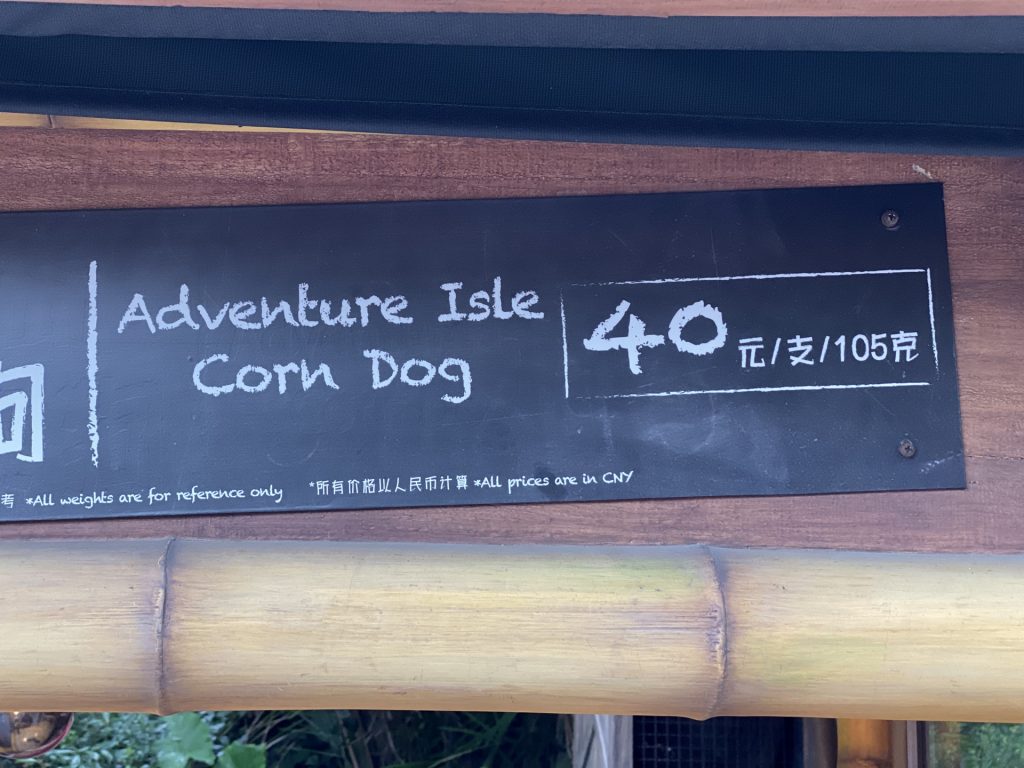 Adventure Isle
Corn Dog
40 元/支/105克
考 *All weights are for reference only *所有价格以人民币计算 *All prices are in CNY